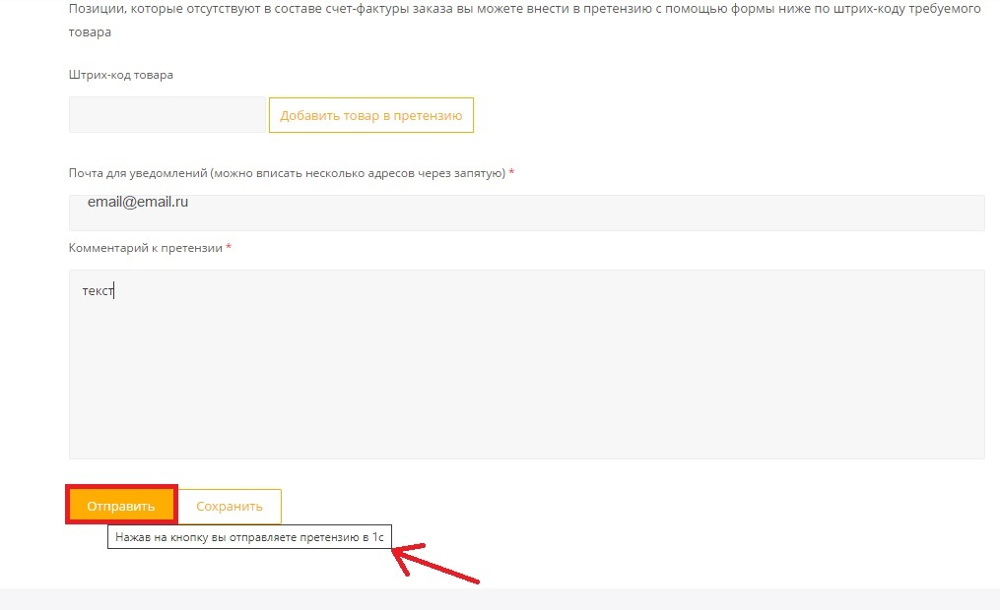 Позиции, которые отсутствуют в составе счет-фактуры заказа вы можете внести в претензию с помощью формы ниже по штрих-коду требуемого
товара
Штрих-код товара
Добавить товар в претензию
Почта для уведомлений (можно вписать несколько адресов через запятую) *
email@email.ru
Комментарий к претензии *
текст
Отправить Сохранить
Нажав на кнопку вы отправляете претензию в 1с